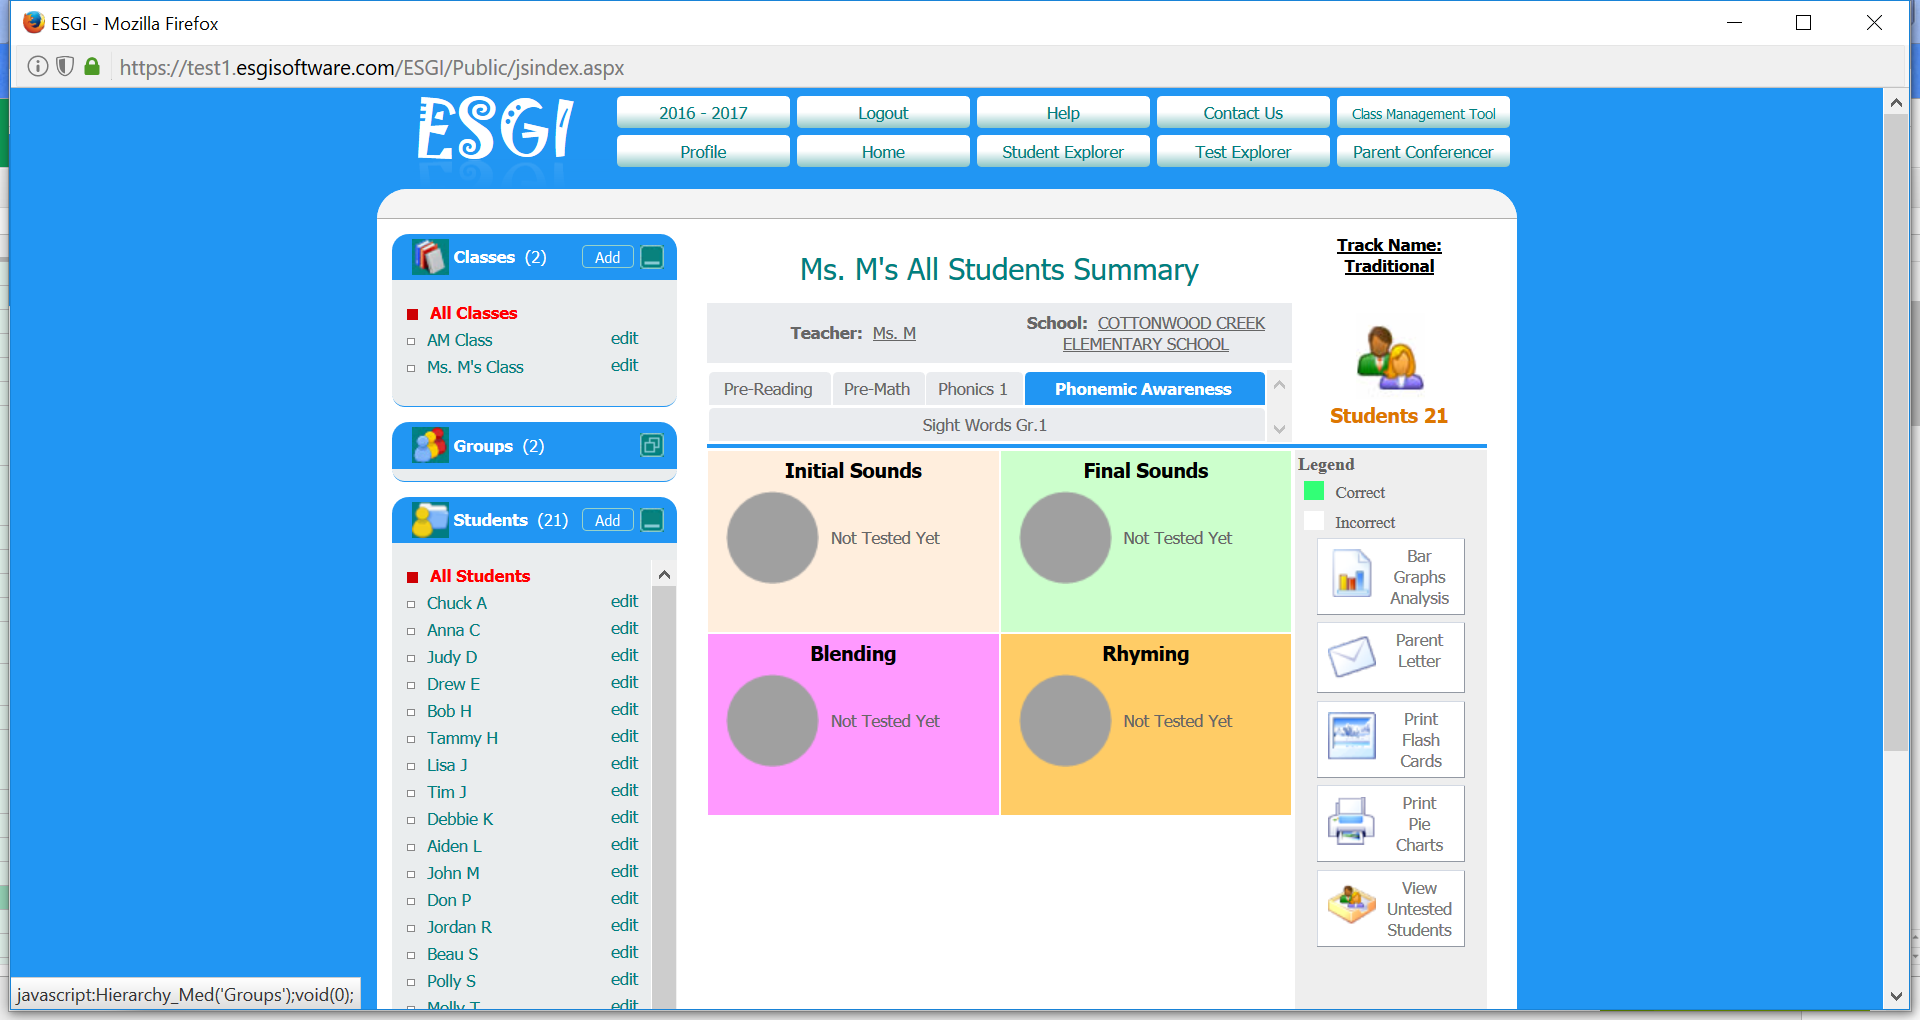 ESGI - Mozilla Firefox
https://test1.esgisoftware.com/ESGI/Public/jsindex.aspx
ESGI
2016 - 2017
Logout
Help
Contact Us
Class Management Tool
Profile
Home
Student Explorer
Test Explorer
Parent Conferencer
Classes (2)
Add
All Classes
AM Class edit
Ms. M's Class edit
Groups (2)
Students (21)
Add
All Students
Chuck A edit
Anna C edit
Judy D edit
Drew E edit
Bob H edit
Tammy H edit
Lisa J edit
Tim J edit
Debbie K edit
Aiden L edit
John M edit
Don P edit
Jordan R edit
Beau S edit
Polly S edit
Molly T edit
Ms. M's All Students Summary
Teacher: Ms. M
School: COTTONWOOD CREEK
ELEMENTARY SCHOOL
Pre-Reading
Pre-Math
Phonics 1
Phonemic Awareness
Sight Words Gr.1
Track Name:
Traditional
Students 21
Initial Sounds
Not Tested Yet
Final Sounds
Not Tested Yet
Blending
Not Tested Yet
Rhyming
Not Tested Yet
Legend
Correct
Incorrect
Bar
Graphs
Analysis
Parent
Letter
Print
Flash
Cards
Print
Pie
Charts
View
Untested
Students
javascript:Hierarchy_Med('Groups');void(0);